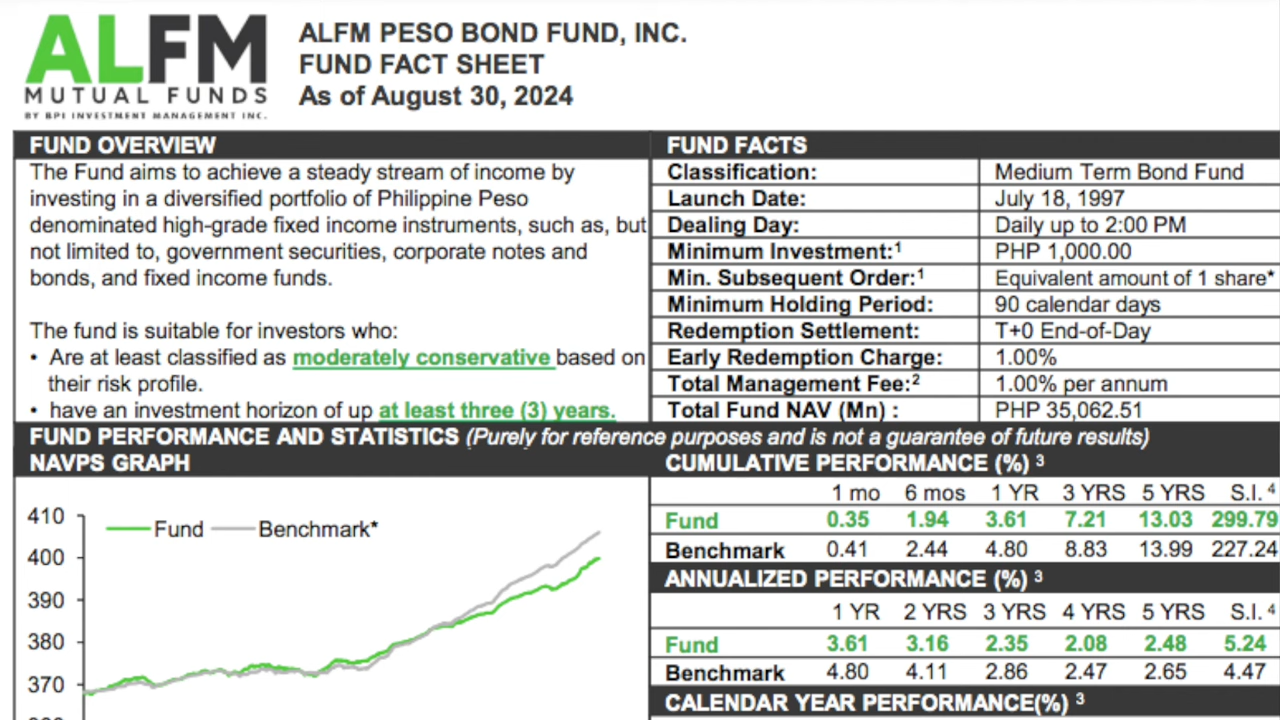 ALFM
MUTUAL FUNDS
BY BPI INVESTMENT MANAGEMENT INC.
ALFM PESO BOND FUND, INC.
FUND FACT SHEET
As of August 30, 2024
FUND OVERVIEW
The Fund aims to achieve a steady stream of income by
investing in a diversified portfolio of Philippine Peso
denominated high-grade fixed income instruments, such as, but
not limited to, government securities, corporate notes and
bonds, and fixed income funds.
The fund is suitable for investors who:
• Are at least classified as moderately conservative based on
their risk profile.
• have an investment horizon of up at least three (3) years.
FUND FACTS
Classification: Medium Term Bond Fund
Launch Date: July 18, 1997
Dealing Day: Daily up to 2:00 PM
Minimum Investment:¹ PHP 1,000.00
Min. Subsequent Order:¹ Equivalent amount of 1 share*
Minimum Holding Period: 90 calendar days
Redemption Settlement: T+0 End-of-Day
Early Redemption Charge: 1.00%
Total Management Fee:² 1.00% per annum
Total Fund NAV (Mn) : PHP 35,062.51
FUND PERFORMANCE AND STATISTICS (Purely for reference purposes and is not a guarantee of future results)
NAVPS GRAPH
410
Fund Benchmark*
400
390
380
370
CUMULATIVE PERFORMANCE (%) ³
1 mo 6 mos 1 YR 3 YRS 5 YRS S.I. ⁴
Fund 0.35 1.94 3.61 7.21 13.03 299.79
Benchmark 0.41 2.44 4.80 8.83 13.99 227.24
ANNUALIZED PERFORMANCE (%) ³
1 YR 2 YRS 3 YRS 4 YRS 5 YRS S.I. ⁴
Fund 3.61 3.16 2.35 2.08 2.48 5.24
Benchmark 4.80 4.11 2.86 2.47 2.65 4.47
CALENDAR YEAR PERFORMANCE(%) ³